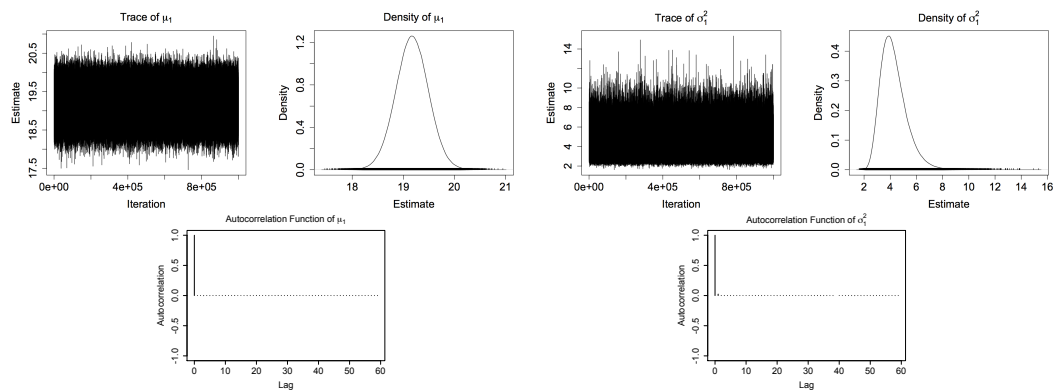 Trace of μ₁
Estimate
20.5
19.5
18.5
17.5
0e+00 4e+05 8e+05
Iteration
Density of μ₁
Density
1.2
0.8
0.4
0.0
18 19 20 21
Estimate
Trace of σ₁²
Estimate
14
12
10
8
6
4
2
0e+00 4e+05 8e+05
Iteration
Density of σ₁²
Density
0.4
0.3
0.2
0.1
0.0
2 4 6 8 10 12 14 16
Estimate
Autocorrelation Function of μ₁
Autocorrelation
1.0
0.5
0.0
-0.5
-1.0
0 10 20 30 40 50 60
Lag
Autocorrelation Function of σ₁²
Autocorrelation
1.0
0.5
0.0
-0.5
-1.0
0 10 20 30 40 50 60
Lag